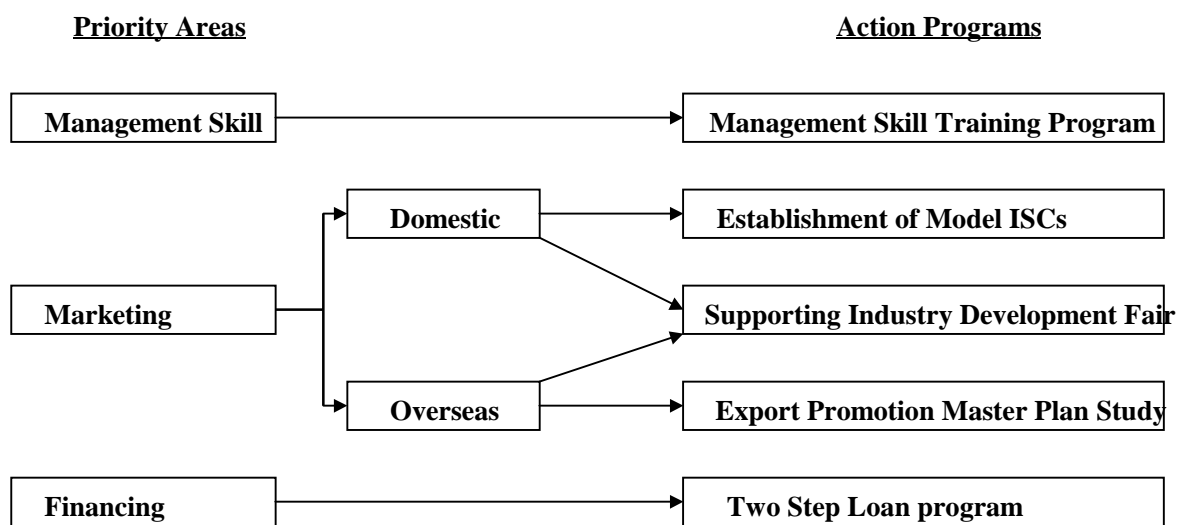 Priority Areas
Action Programs
Management Skill
Management Skill Training Program
Domestic
Establishment of Model ISCs
Marketing
Supporting Industry Development Fair
Overseas
Export Promotion Master Plan Study
Financing
Two Step Loan program